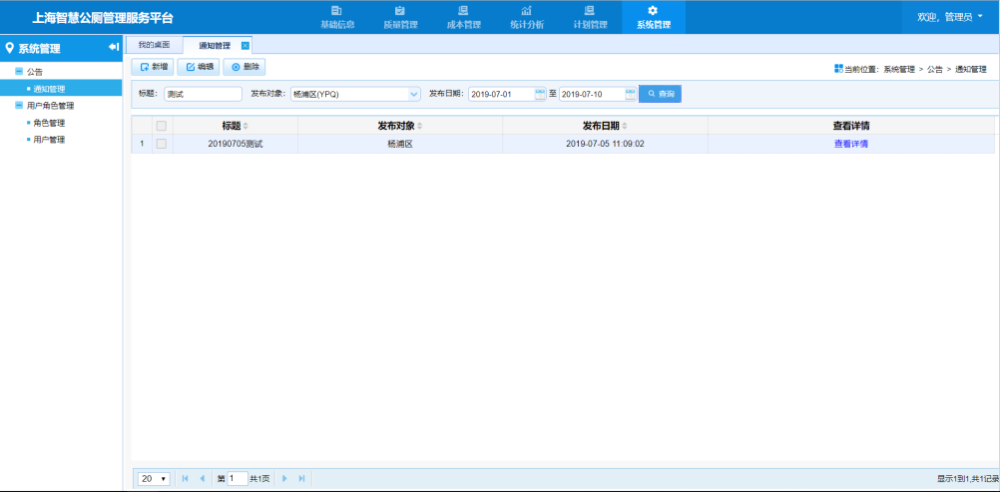 上海智慧公厕管理服务平台
基础信息 质量管理 成本管理 统计分析 计划管理 系统管理
欢迎, 管理员
系统管理
我的桌面 通知管理
公告
通知管理
用户角色管理
角色管理
用户管理
新增 编辑 删除
当前位置: 系统管理 > 公告 > 通知管理
标题: 测试 发布对象: 杨浦区(YPQ) 发布日期: 2019-07-01 至 2019-07-10 查询
标题 发布对象 发布日期 查看详情
1 20190705测试 杨浦区 2019-07-05 11:09:02 查看详情
20 第 1 共1页 显示1到1,共1记录